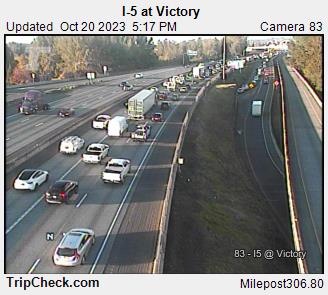 I-5 at Victory
Updated Oct 20 2023 5:17 PM Camera 83
N
83 - I5 @ Victory
TripCheck.com Milepost306.80